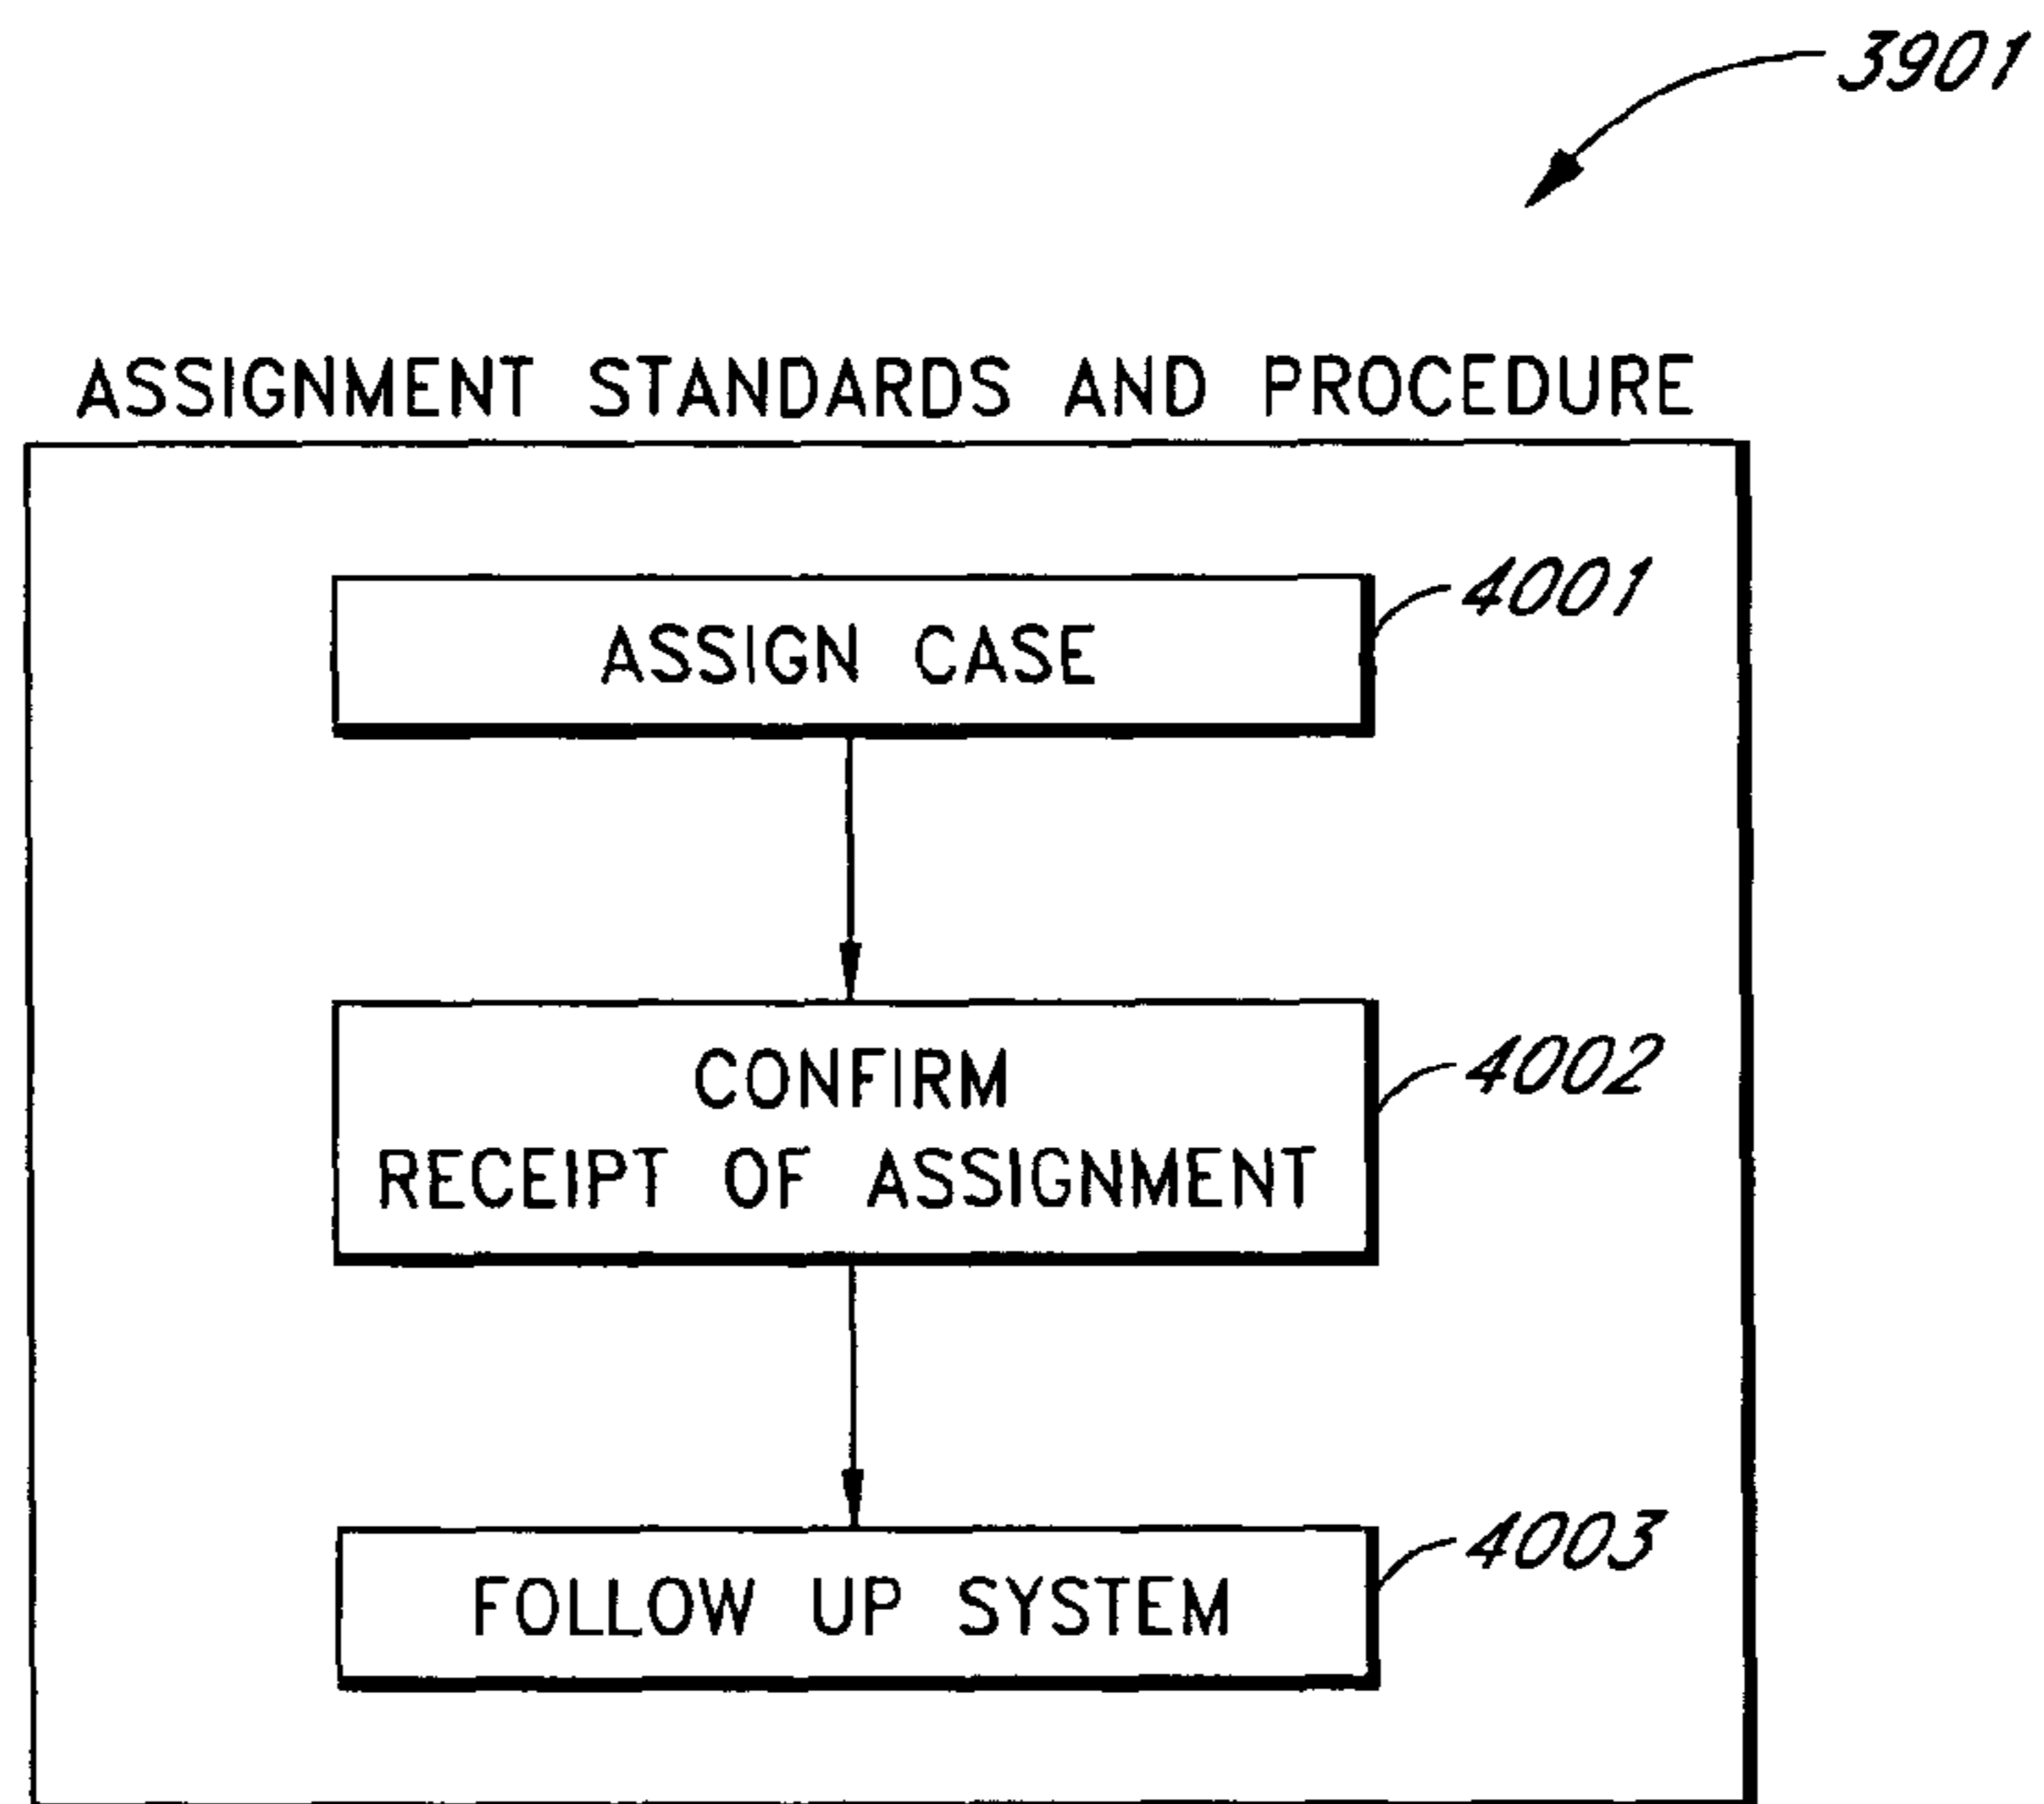 3901
ASSIGNMENT STANDARDS AND PROCEDURE
ASSIGN CASE
4001
CONFIRM
RECEIPT OF ASSIGNMENT
4002
FOLLOW UP SYSTEM
4003